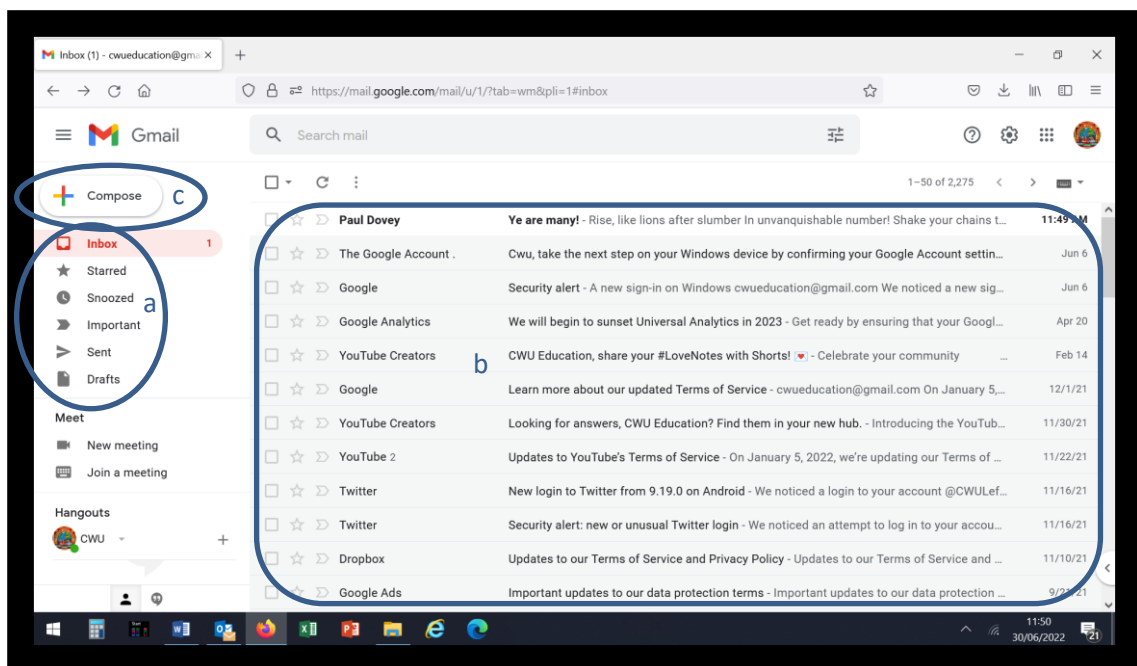 Inbox (1) - cwueducation@gma
https://mail.google.com/mail/u/1/?tab=wm&pli=1#inbox
Gmail
Search mail
Compose
c
1–50 of 2,275
Inbox 1
Starred
Snoozed
Important
Sent
Drafts
a
b
Paul Dovey Ye are many! - Rise, like lions after slumber In unvanquishable number! Shake your chains t... 11:49 AM
The Google Account . Cwu, take the next step on your Windows device by confirming your Google Account settin... Jun 6
Google Security alert - A new sign-in on Windows cwueducation@gmail.com We noticed a new sig... Jun 6
Google Analytics We will begin to sunset Universal Analytics in 2023 - Get ready by ensuring that your Googl... Apr 20
YouTube Creators CWU Education, share your #LoveNotes with Shorts! 💌 - Celebrate your community ... Feb 14
Google Learn more about our updated Terms of Service - cwueducation@gmail.com On January 5,... 12/1/21
YouTube Creators Looking for answers, CWU Education? Find them in your new hub. - Introducing the YouTub... 11/30/21
YouTube 2 Updates to YouTube's Terms of Service - On January 5, 2022, we're updating our Terms of ... 11/22/21
Twitter New login to Twitter from 9.19.0 on Android - We noticed a login to your account @CWULef... 11/16/21
Twitter Security alert: new or unusual Twitter login - We noticed an attempt to log in to your accou... 11/16/21
Dropbox Updates to our Terms of Service and Privacy Policy - Updates to our Terms of Service and ... 11/10/21
Google Ads Important updates to our data protection terms - Important updates to our data protection ... 9/21/21
Meet
New meeting
Join a meeting
Hangouts
CWU
11:50
30/06/2022
21